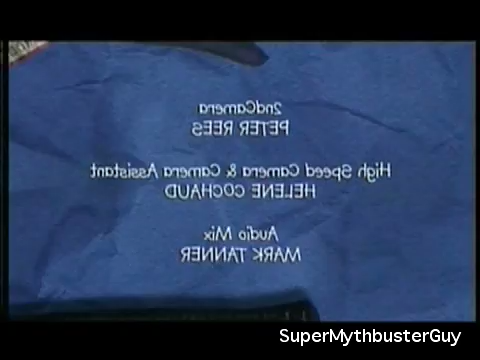 2ndCamera
PETER REES
High Speed Camera & Camera Assistant
HELENE COCHAUD
Audio Mix
MARK TANNER
SuperMythbusterGuy